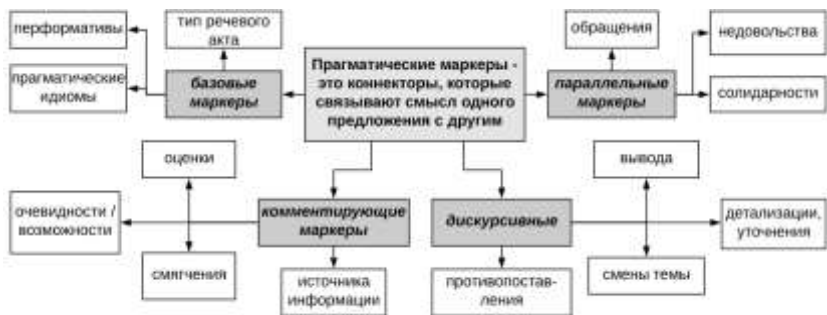 перформативы
тип речевого
акта
обращения
недовольства
Прагматические маркеры -
это коннекторы, которые
связывают смысл одного
предложения с другим
прагматические
идиомы
базовые
маркеры
параллельные
маркеры
солидарности
оценки
вывода
очевидности /
возможности
комментирующие
маркеры
дискурсивные
детализации,
уточнения
смягчения
источника
информации
противопостав-
ления
смены темы